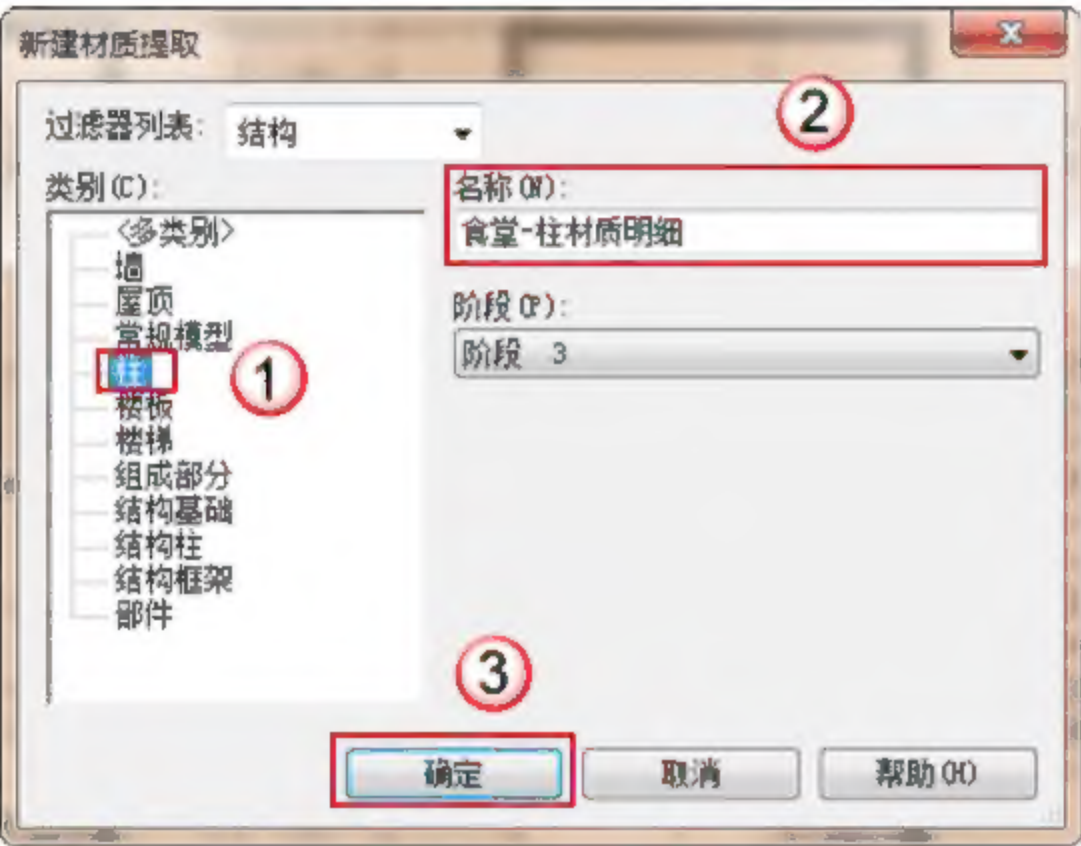 新建材质提取
过滤器列表: 结构
②
类别(C):
名称(N):
<多类别>
食堂-柱材质明细
墙
屋顶
阶段(P):
常规模型
阶段 3
柱
①
楼板
楼梯
组成部分
结构基础
结构柱
结构框架
部件
③
确定 取消 帮助(H)